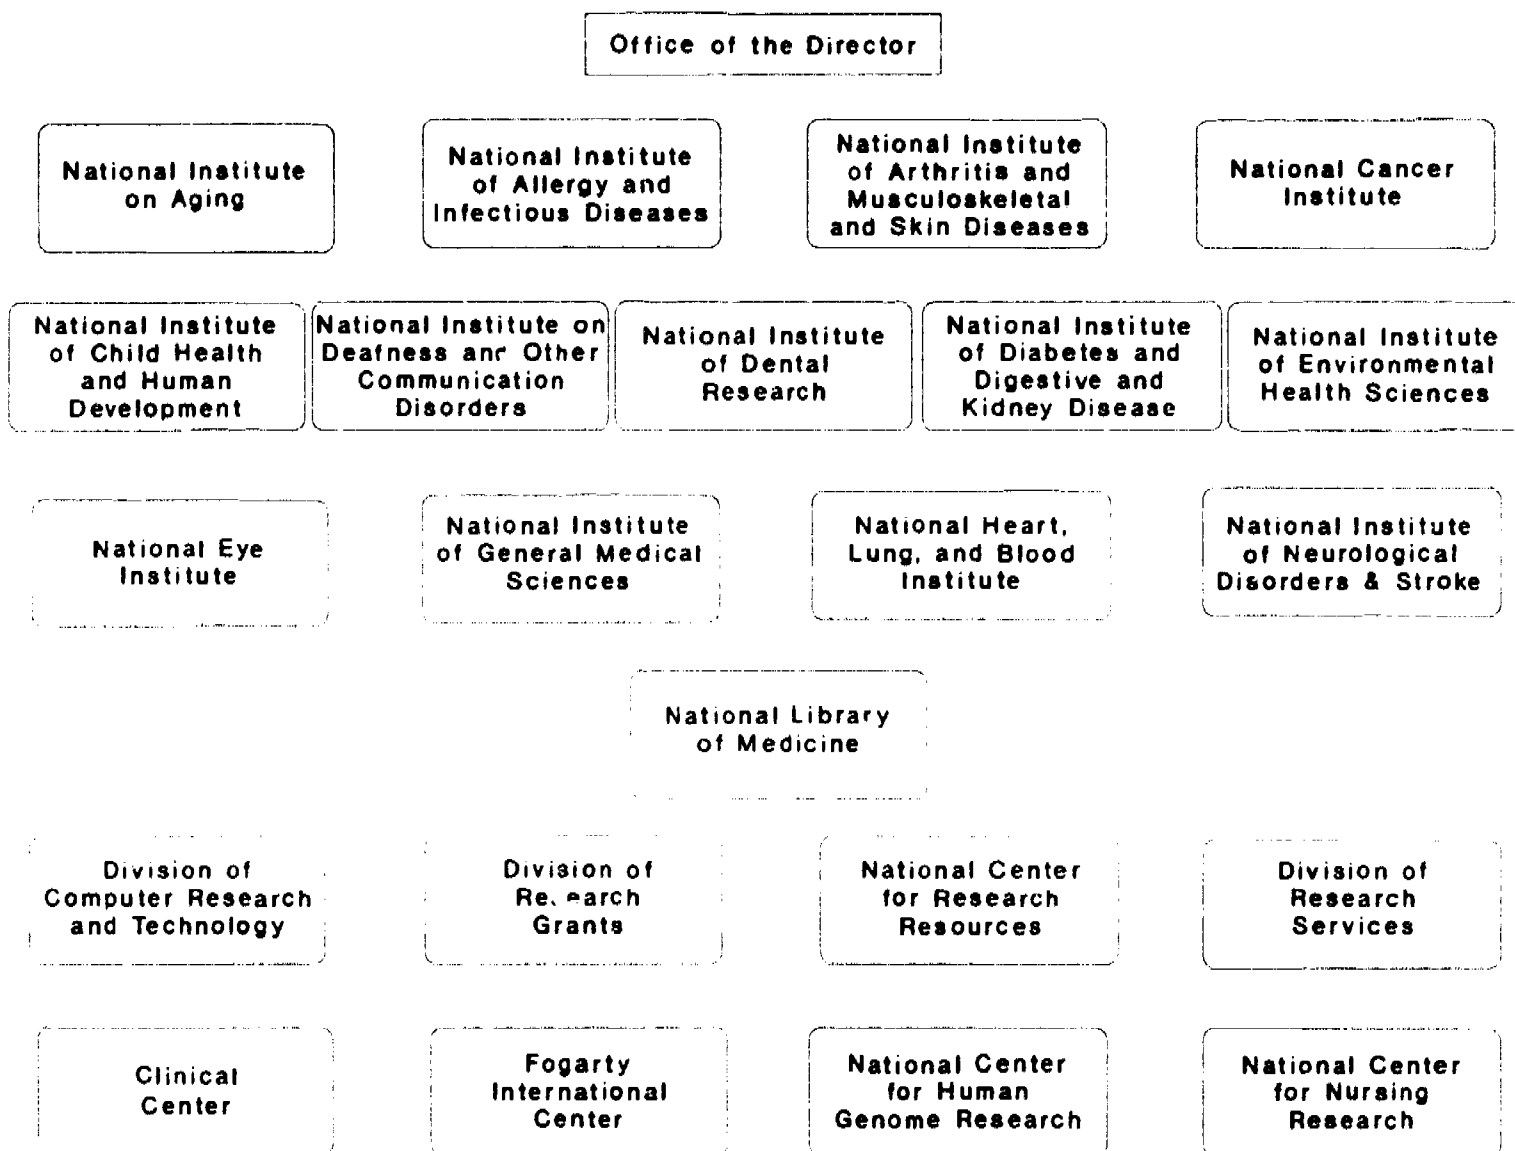 Office of the Director
National Institute
on Aging
National Institute
of Allergy and
Infectious Diseases
National Institute
of Arthritis and
Musculoskeletal
and Skin Diseases
National Cancer
Institute
National Institute
of Child Health
and Human
Development
National Institute on
Deafness and Other
Communication
Disorders
National Institute
of Dental
Research
National Institute
of Diabetes and
Digestive and
Kidney Disease
National Institute
of Environmental
Health Sciences
National Eye
Institute
National Institute
of General Medical
Sciences
National Heart,
Lung, and Blood
Institute
National Institute
of Neurological
Disorders & Stroke
National Library
of Medicine
Division of
Computer Research
and Technology
Division of
Research
Grants
National Center
for Research
Resources
Division of
Research
Services
Clinical
Center
Fogarty
International
Center
National Center
for Human
Genome Research
National Center
for Nursing
Research